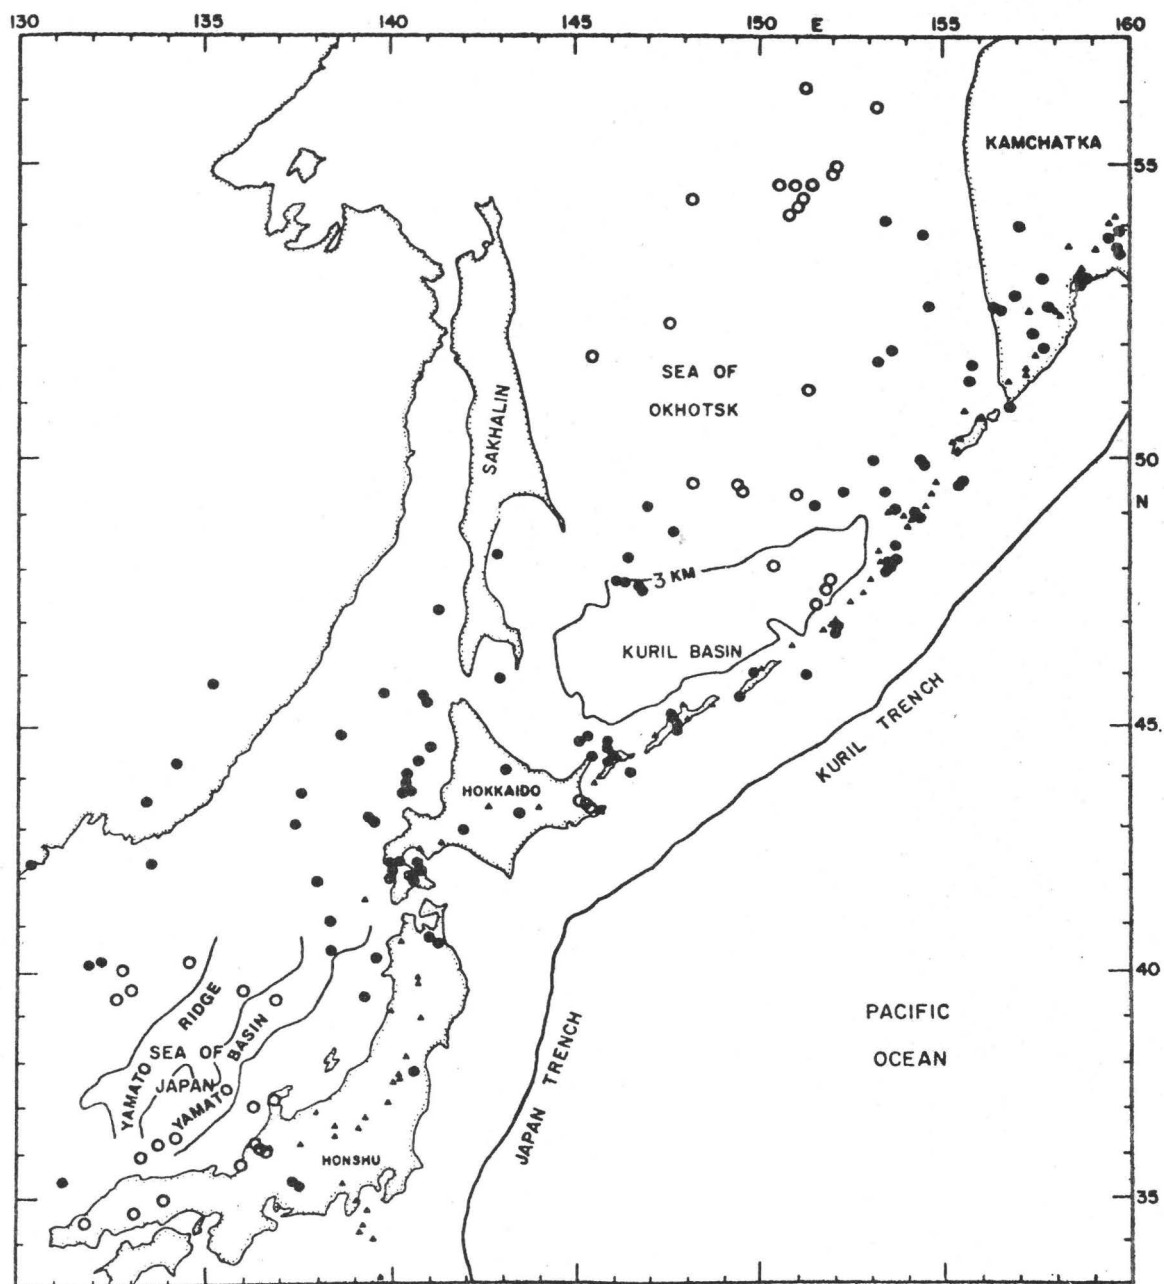 130 135 140 145 150 E 155 160
KAMCHATKA
55
SEA OF
OKHOTSK
SAKHALIN
50
N
3 KM
KURIL BASIN
45.
KURIL TRENCH
HOKKAIDO
40
RIDGE
PACIFIC
OCEAN
SEA OF
JAPAN
BASIN
YAMATO
YAMATO
JAPAN TRENCH
HONSHU
35